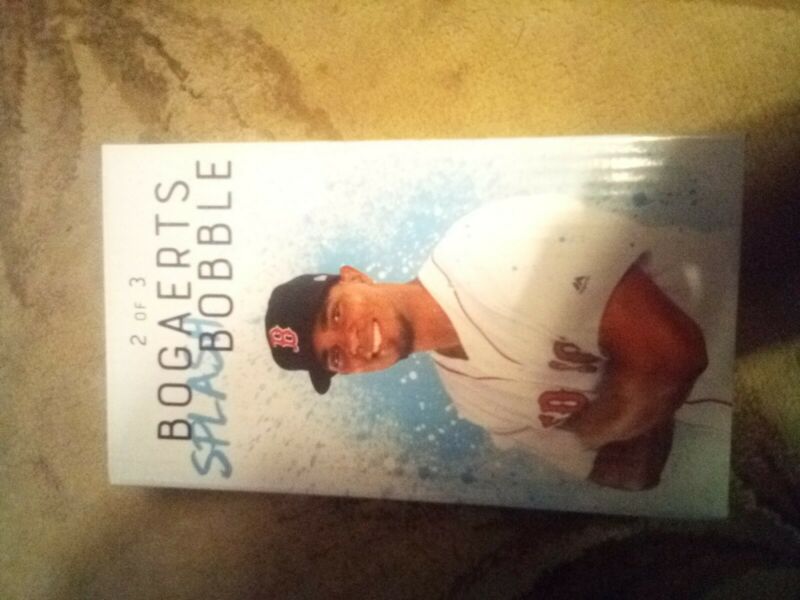 2 OF 3
BOGAERTS
SPLASH
BOBBLE
B